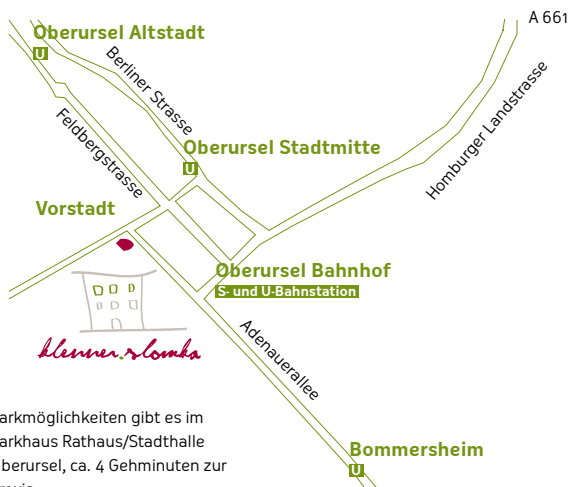 A 661
Oberursel Altstadt
U
Berliner Strasse
Homburger Landstrasse
Feldbergstrasse
Oberursel Stadtmitte
U
Vorstadt
Oberursel Bahnhof
S- und U-Bahnstation
klenner.slomka
Adenauerallee
arkmöglichkeiten gibt es im
arkhaus Rathaus/Stadthalle
berursel, ca. 4 Gehminuten zur
Bommersheim
U